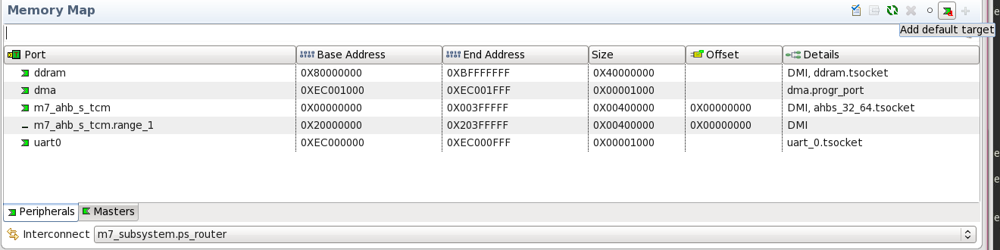 Memory Map
Add default target
Port Base Address End Address Size Offset Details
ddram 0X80000000 0XBFFFFFFF 0X40000000 DMI, ddram.tsocket
dma 0XEC001000 0XEC001FFF 0X00001000 dma.progr_port
m7_ahb_s_tcm 0X00000000 0X003FFFFF 0X00400000 0X00000000 DMI, ahbs_32_64.tsocket
m7_ahb_s_tcm.range_1 0X20000000 0X203FFFFF 0X00400000 0X00000000 DMI
uart0 0XEC000000 0XEC000FFF 0X00001000 uart_0.tsocket
Peripherals Masters
Interconnect m7_subsystem.ps_router